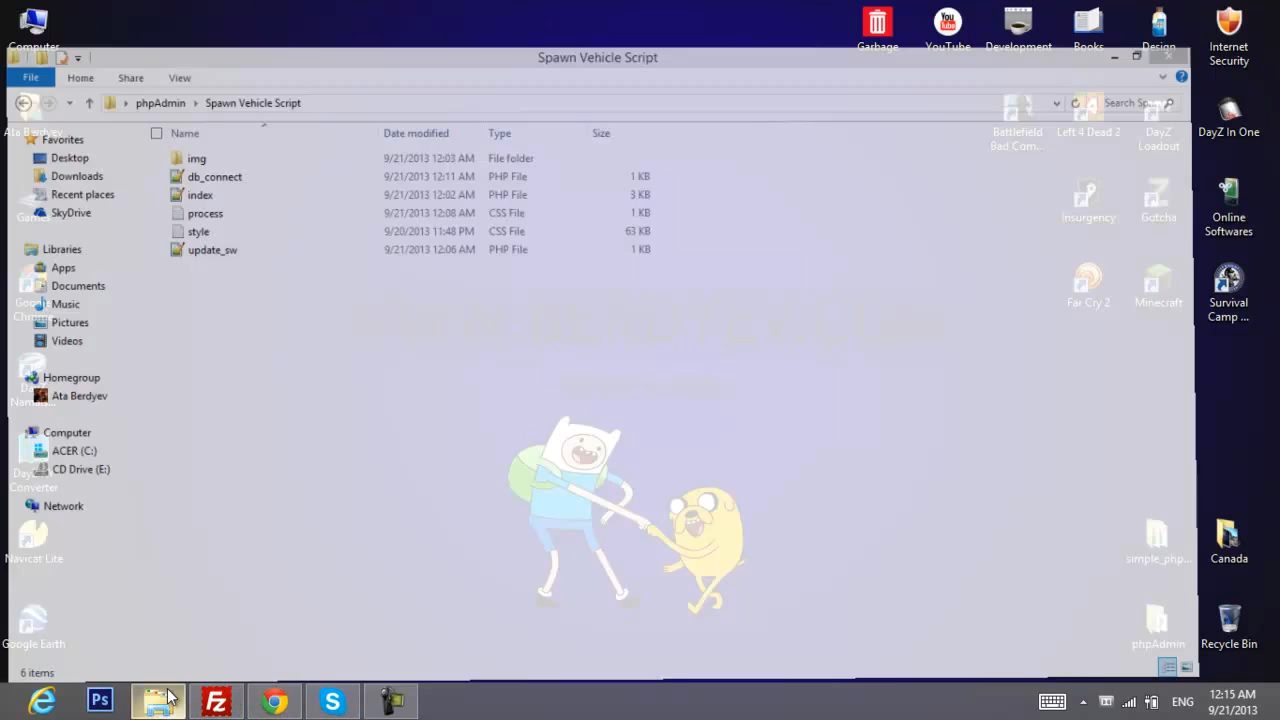 Computer
Garbage
YouTube
Development
Books
Design
Internet Security
Spawn Vehicle Script
File
Home
Share
View
phpAdmin
Spawn Vehicle Script
Search Sp...
Ata Berdyev
Battlefield Bad Com...
Left 4 Dead 2
DayZ Loadout
DayZ In One
Name
Date modified
Type
Size
Favorites
Desktop
Downloads
Recent places
SkyDrive
Libraries
Apps
Documents
Music
Pictures
Videos
Homegroup
Ata Berdyev
Computer
ACER (C:)
CD Drive (E:)
Network
img 9/21/2013 12:03 AM File folder
db_connect 9/21/2013 12:11 AM PHP File 1 KB
index 9/21/2013 12:02 AM PHP File 3 KB
process 9/21/2013 12:08 AM CSS File 1 KB
style 9/20/2013 11:48 PM CSS File 63 KB
update_sw 9/21/2013 12:06 AM PHP File 1 KB
Insurgency
Gotcha
Online Softwares
Far Cry 2
Minecraft
Survival Camp ...
Google Chrome
Converter
Navicat Lite
Google Earth
simple_php...
Canada
phpAdmin
Recycle Bin
6 items
Ps
Fz
ENG
12:15 AM
9/21/2013